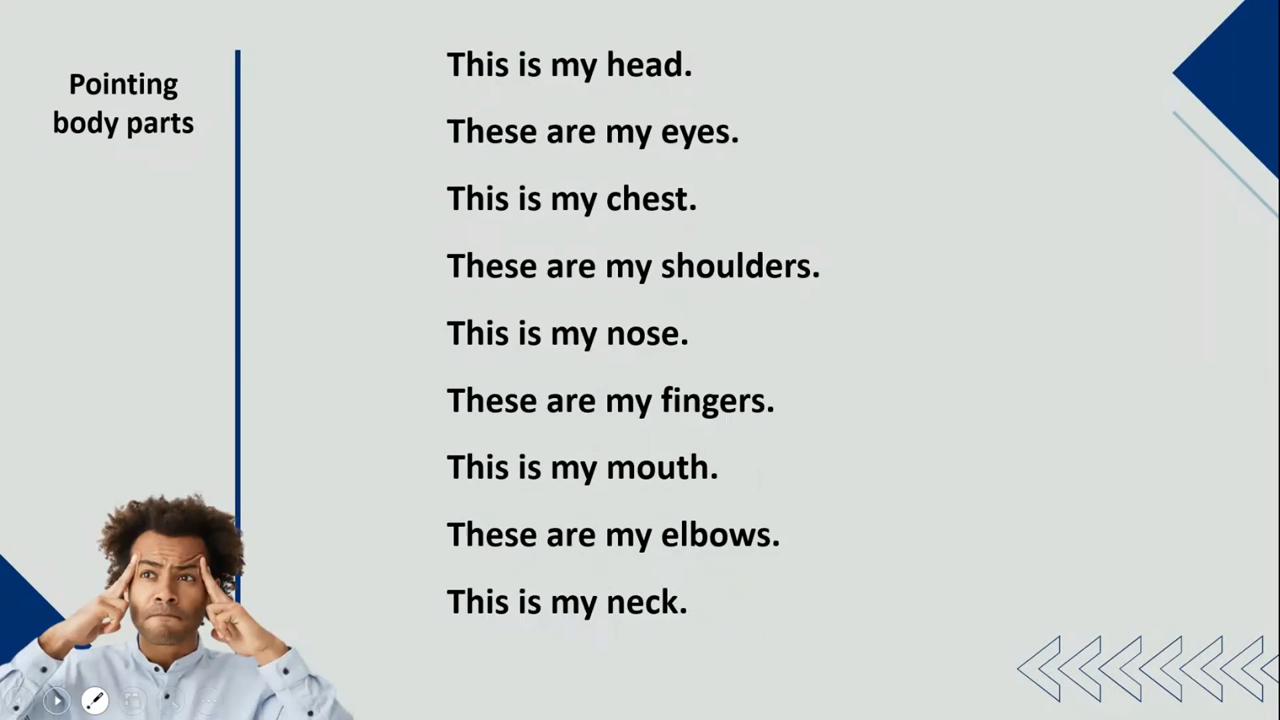 Pointing
body parts
This is my head.
These are my eyes.
This is my chest.
These are my shoulders.
This is my nose.
These are my fingers.
This is my mouth.
These are my elbows.
This is my neck.